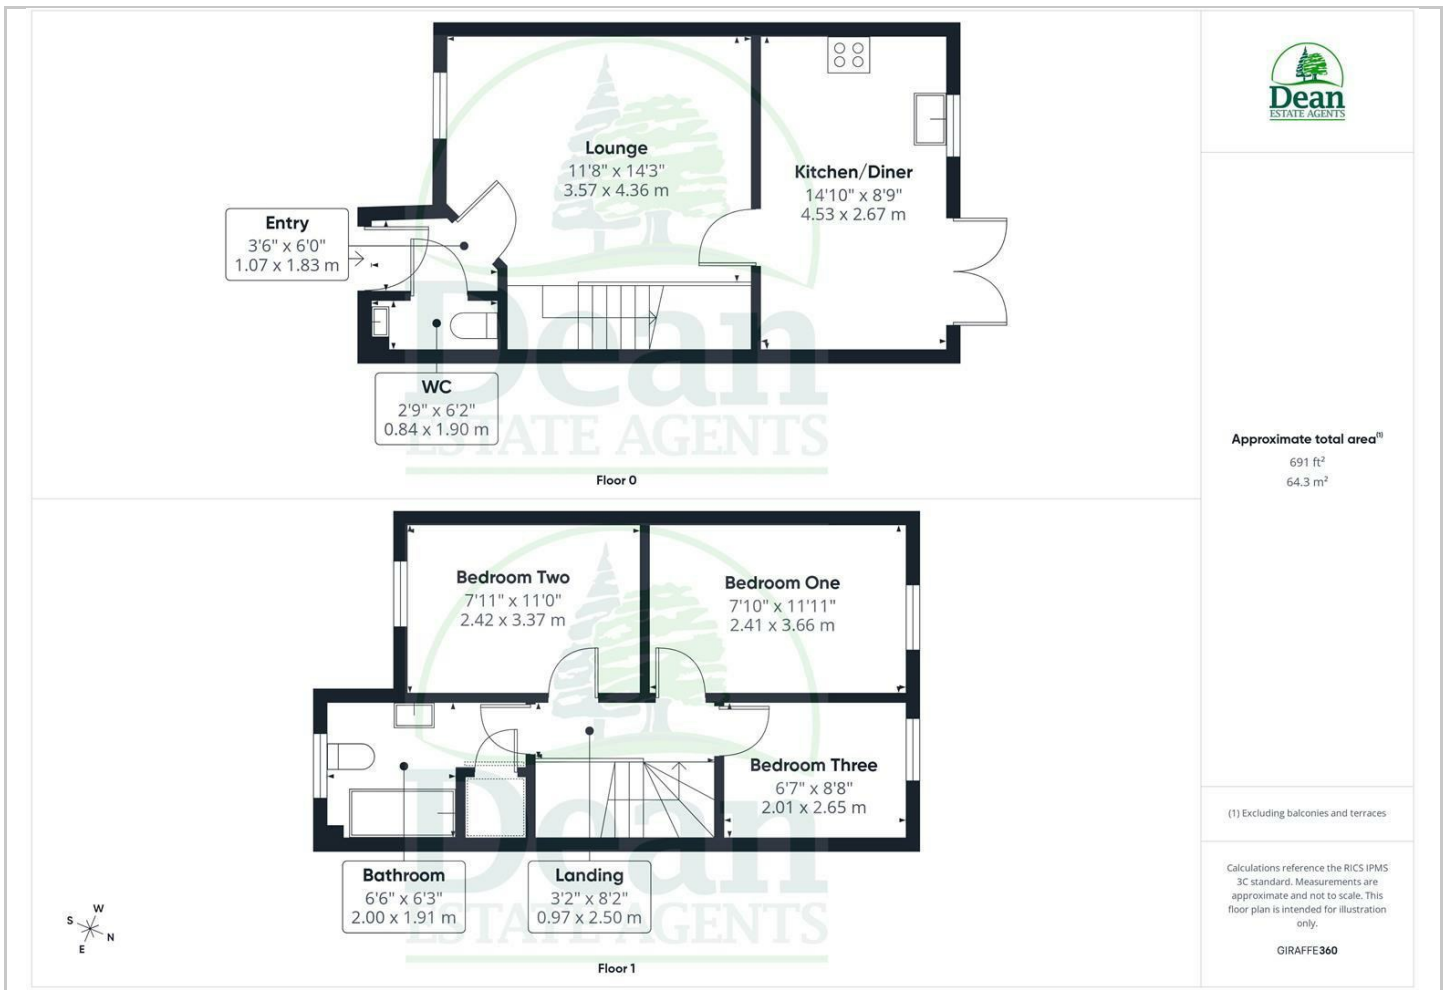 Lounge
11'8" x 14'3"
3.57 x 4.36 m
Kitchen/Diner
14'10" x 8'9"
4.53 x 2.67 m
Entry
3'6" x 6'0"
1.07 x 1.83 m
WC
2'9" x 6'2"
0.84 x 1.90 m
Dean
ESTATE AGENTS
Floor 0
Bedroom Two
7'11" x 11'0"
2.42 x 3.37 m
Bedroom One
7'10" x 11'11"
2.41 x 3.66 m
Bedroom Three
6'7" x 8'8"
2.01 x 2.65 m
Bathroom
6'6" x 6'3"
2.00 x 1.91 m
Landing
3'2" x 8'2"
0.97 x 2.50 m
Dean
ESTATE AGENTS
Floor 1
W
S
N
E
Dean
ESTATE AGENTS
Approximate total area(1)
691 ft²
64.3 m²
(1) Excluding balconies and terraces
Calculations reference the RICS IPMS
3C standard. Measurements are
approximate and not to scale. This
floor plan is intended for illustration
only.
GIRAFFE360